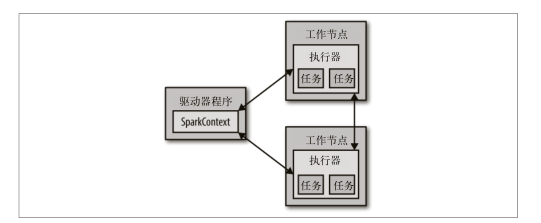 工作节点
执行器
任务 任务
驱动器程序
SparkContext
工作节点
执行器
任务 任务